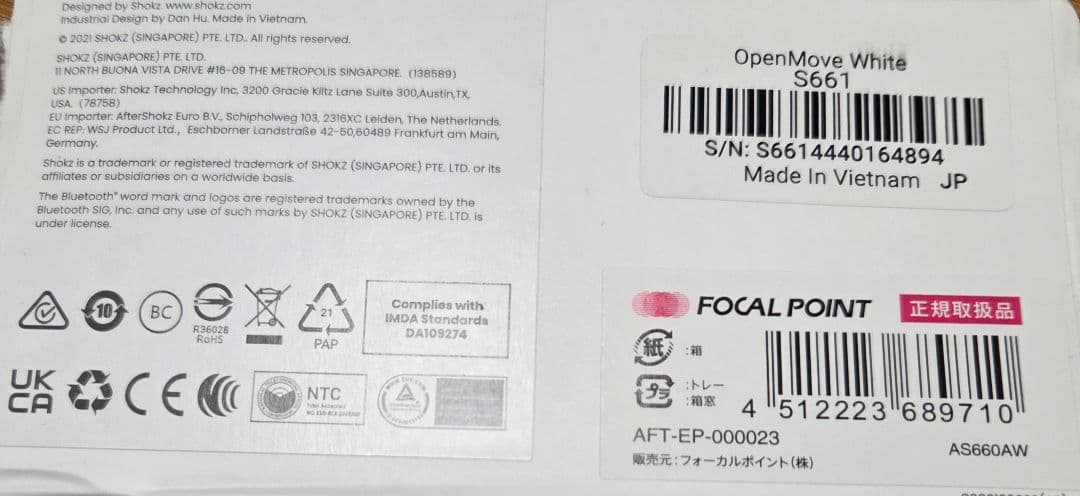 Designed by Shokz. www.shokz.com
Industrial Design by Dan Hu. Made in Vietnam.
© 2021 SHOKZ (SINGAPORE) PTE. LTD.. All rights reserved.
SHOKZ (SINGAPORE) PTE. LTD.
11 NORTH BUONA VISTA DRIVE #16-09 THE METROPOLIS SINGAPORE. (138589)
US Importer: Shokz Technology Inc, 3200 Gracie Kiltz Lane Suite 300,Austin,TX,
USA. (78758)
EU Importer: AfterShokz Euro B.V., Schipholweg 103, 2316XC Leiden, The Netherlands.
EC REP: WSJ Product Ltd., Eschborner Landstraße 42-50,60489 Frankfurt am Main,
Germany.
Shokz is a trademark or registered trademark of SHOKZ (SINGAPORE) PTE. LTD. or its
affiliates or subsidiaries on a worldwide basis.
The Bluetooth® word mark and logos are registered trademarks owned by the
Bluetooth SIG, Inc. and any use of such marks by SHOKZ (SINGAPORE) PTE. LTD. is
under license.
10
BC
R36028
RoHS
21
PAP
Complies with
IMDA Standards
DA109274
UK
CA
CE
NTC
Type Accepted
OpenMove White
S661
S/N: S6614440164894
Made In Vietnam JP
FOCAL POINT 正規取扱品
紙 :箱
プラ :トレー
:箱窓
4 512223 689710
AFT-EP-000023
AS660AW
販売元:フォーカルポイント(株)